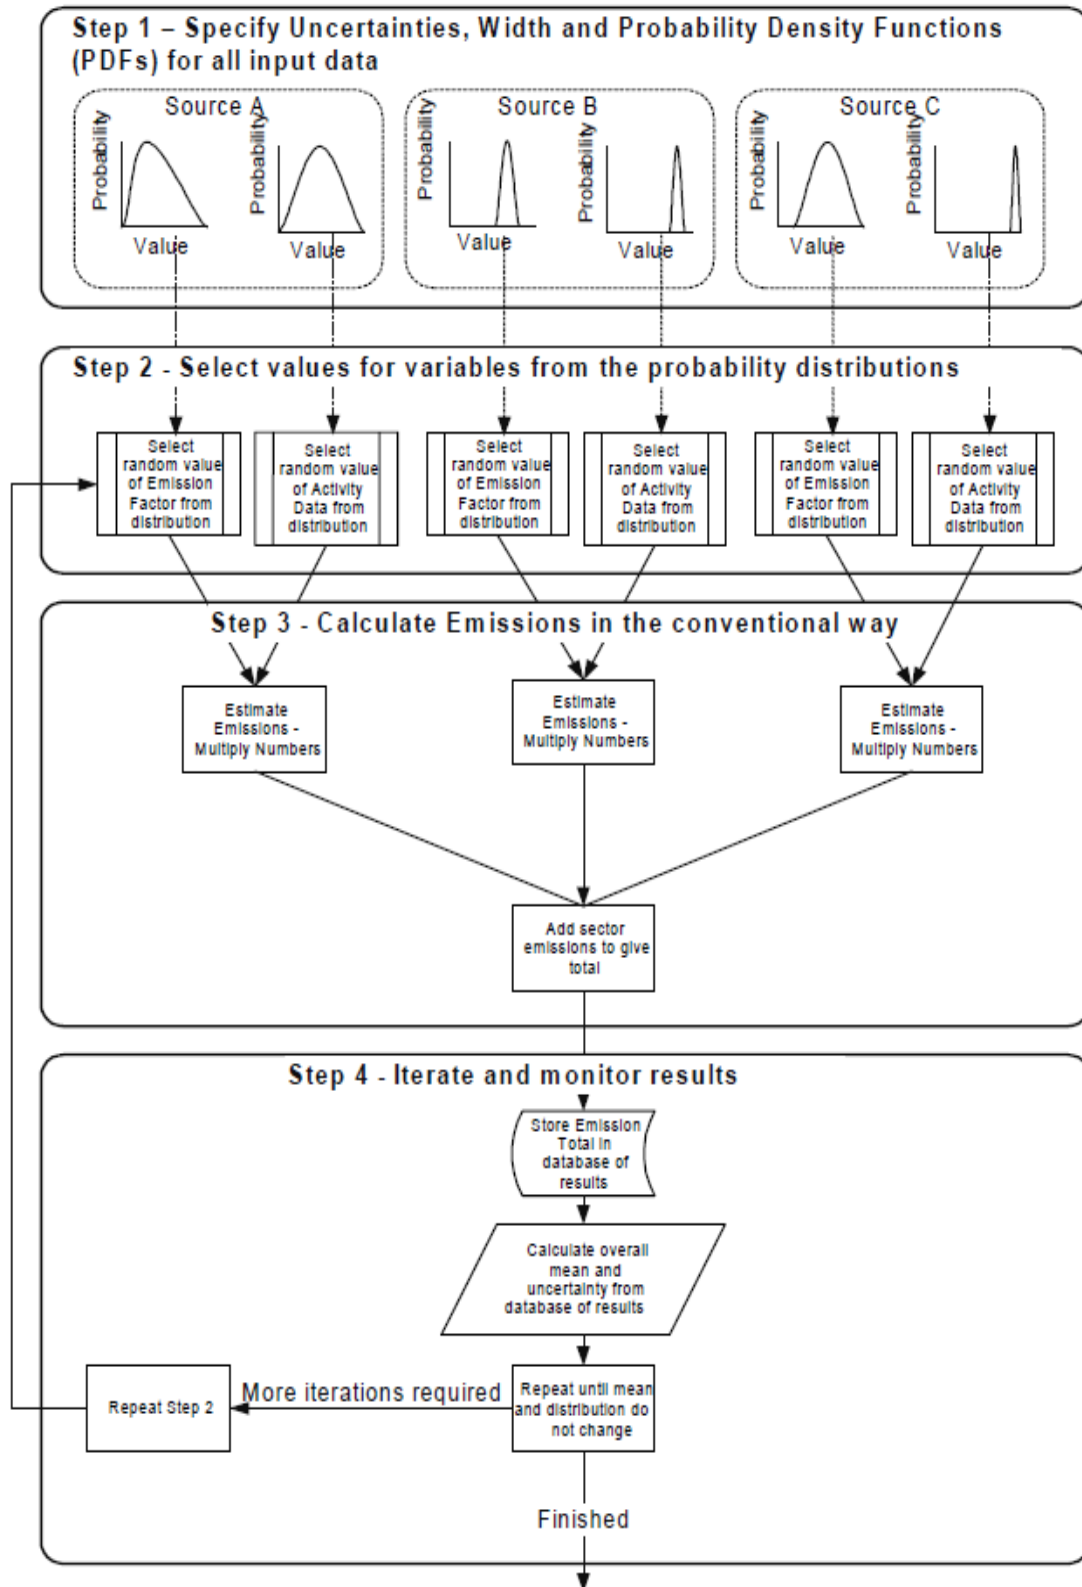 Step 1 – Specify Uncertainties, Width and Probability Density Functions
(PDFs) for all input data
Source A
Source B
Source C
Probability
Probability
Probability
Probability
Probability
Probability
Value
Value
Value
Value
Value
Value
Step 2 - Select values for variables from the probability distributions
Select
random value
of Emission
Factor from
distribution
Select
random value
of Activity
Data from
distribution
Select
random value
of Emission
Factor from
distribution
Select
random value
of Activity
Data from
distribution
Select
random value
of Emission
Factor from
distribution
Select
random value
of Activity
Data from
distribution
Step 3 - Calculate Emissions in the conventional way
Estimate
Emissions -
Multiply Numbers
Estimate
Emissions -
Multiply Numbers
Estimate
Emissions -
Multiply Numbers
Add sector
emissions to give
total
Step 4 - Iterate and monitor results
Store Emission
Total in
database of
results
Calculate overall
mean and
uncertainty from
database of results
Repeat until mean
and distribution do
not change
More iterations required
Repeat Step 2
Finished